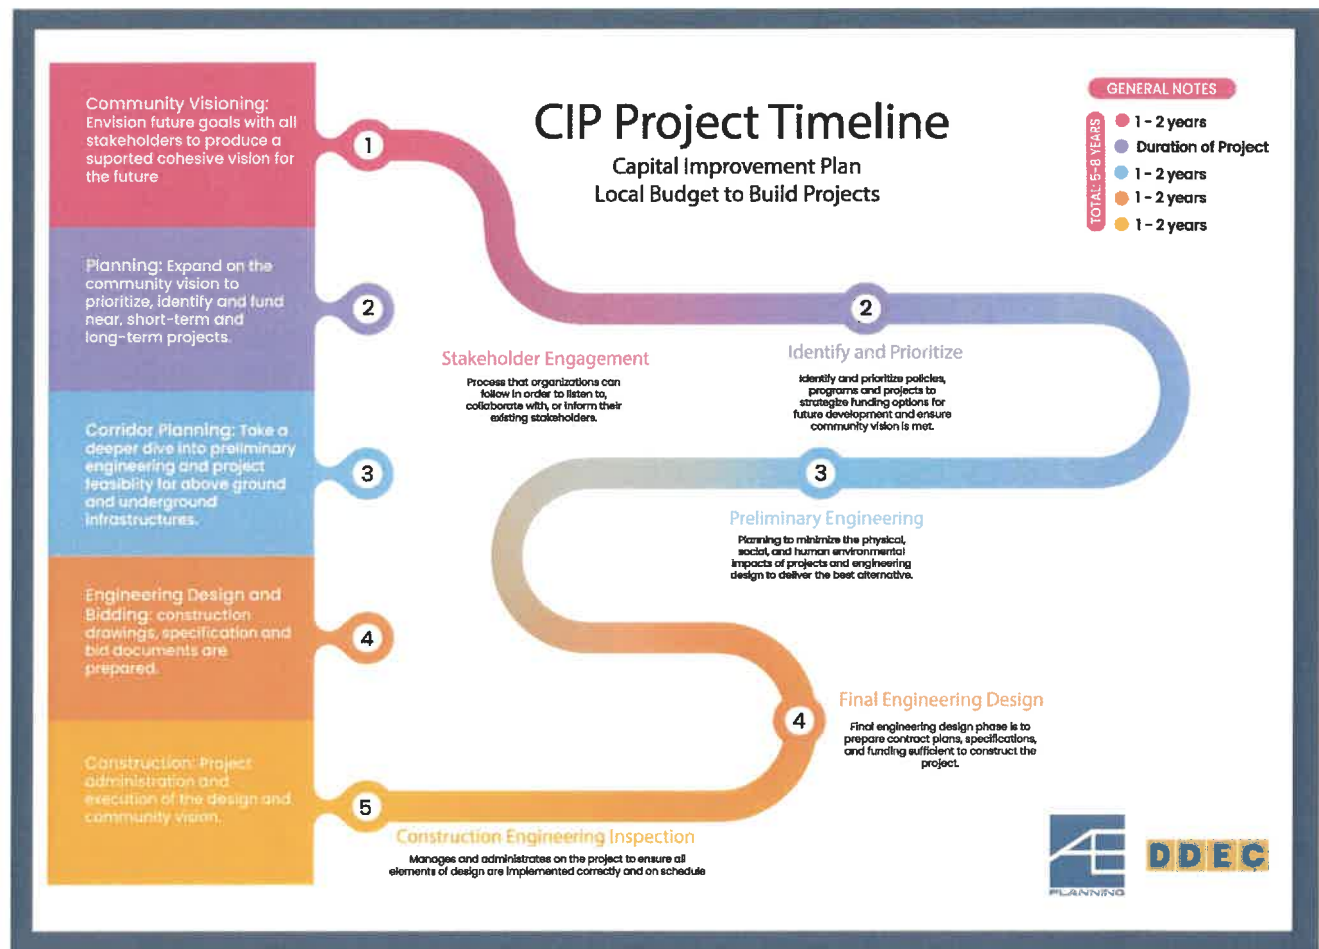 CIP Project Timeline
Capital Improvement Plan
Local Budget to Build Projects
GENERAL NOTES
TOTAL: 5-8 YEARS
1 - 2 years
Duration of Project
1 - 2 years
1 - 2 years
1 - 2 years
Community Visioning:
Envision future goals with all
stakeholders to produce a
suported cohesive vision for
the future
1
Planning: Expand on the
community vision to
prioritize, identify and fund
near, short-term and
long-term projects.
2
Corridor Planning: Take a
deeper dive into preliminary
engineering and project
feasiblity for above ground
and underground
infrastructures.
3
Engineering Design and
Bidding: construction
drawings, specification and
bid documents are
prepared.
4
Construction: Project
administration and
execution of the design and
community vision.
5
Stakeholder Engagement
Process that organizations can
follow in order to listen to,
collaborate with, or inform their
existing stakeholders.
2
Identify and Prioritize
Identify and prioritize policies,
programs and projects to
strategize funding options for
future development and ensure
community vision is met.
3
Preliminary Engineering
Planning to minimize the physical,
social, and human environmental
impacts of projects and engineering
design to deliver the best alternative.
4
Final Engineering Design
Final engineering design phase is to
prepare contract plans, specifications,
and funding sufficient to construct the
project.
Construction Engineering Inspection
Manages and administrates on the project to ensure all
elements of design are implemented correctly and on schedule
AE
PLANNING
DDEC